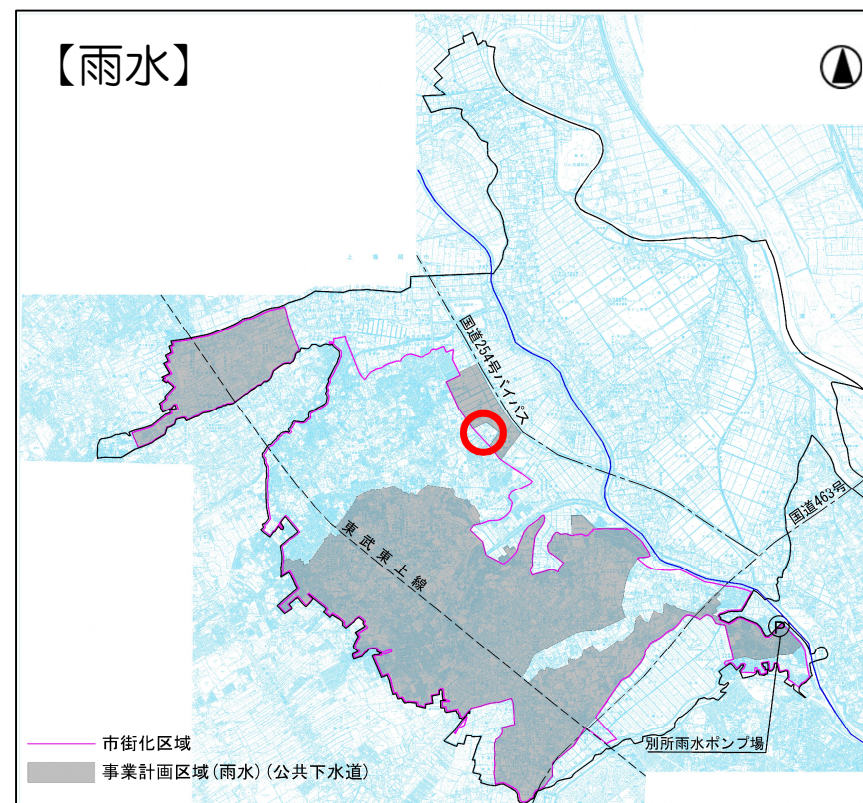 【雨水】
国道254号バイパス
国道463号
東武東上線
P
別所雨水ポンプ場
市街化区域
事業計画区域(雨水)(公共下水道)